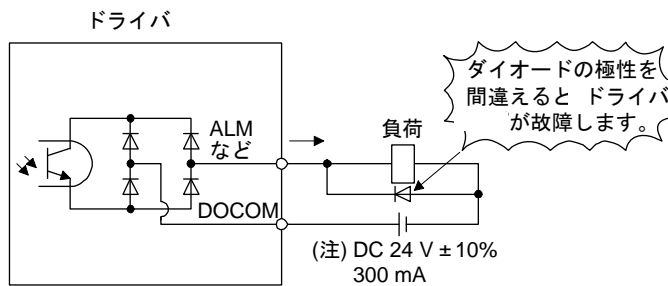 ドライバ
ダイオードの極性を
間違えると ドライバ
が故障します。
ALM
など
負荷
DOCOM
(注) DC 24 V ± 10%
300 mA